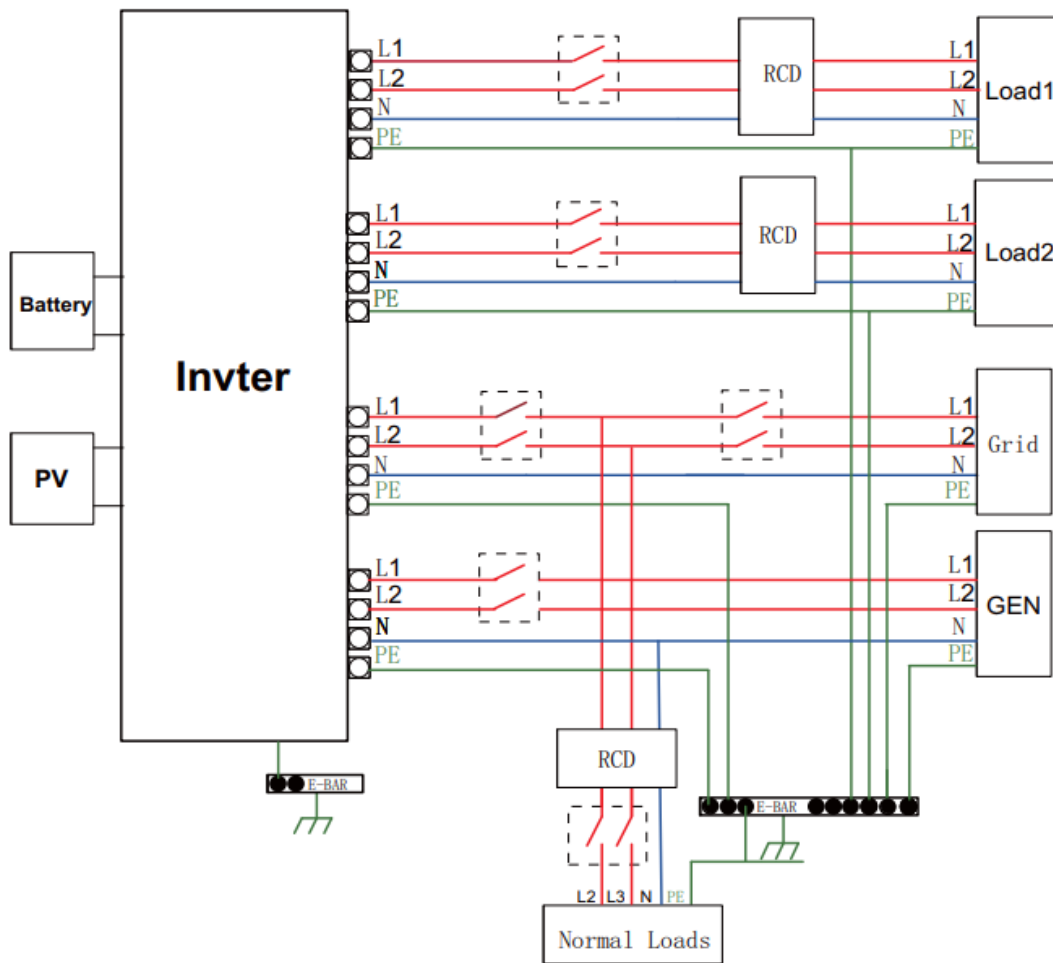 L1
L2
N
PE
RCD
L1
L2
N
PE
Load1
L1
L2
N
PE
RCD
L1
L2
N
PE
Load2
Battery
Invter
PV
L1
L2
N
PE
L1
L2
N
PE
Grid
L1
L2
N
PE
L1
L2
N
PE
GEN
RCD
E-BAR
E-BAR
L2 L3 N PE
Normal Loads